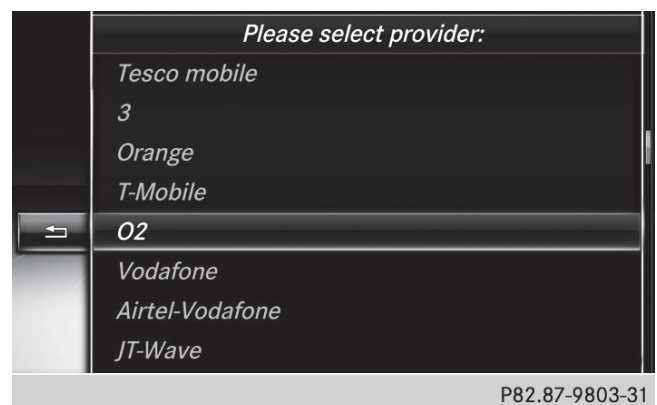 Please select provider:
Tesco mobile
3
Orange
T-Mobile
O2
Vodafone
Airtel-Vodafone
JT-Wave
P82.87-9803-31